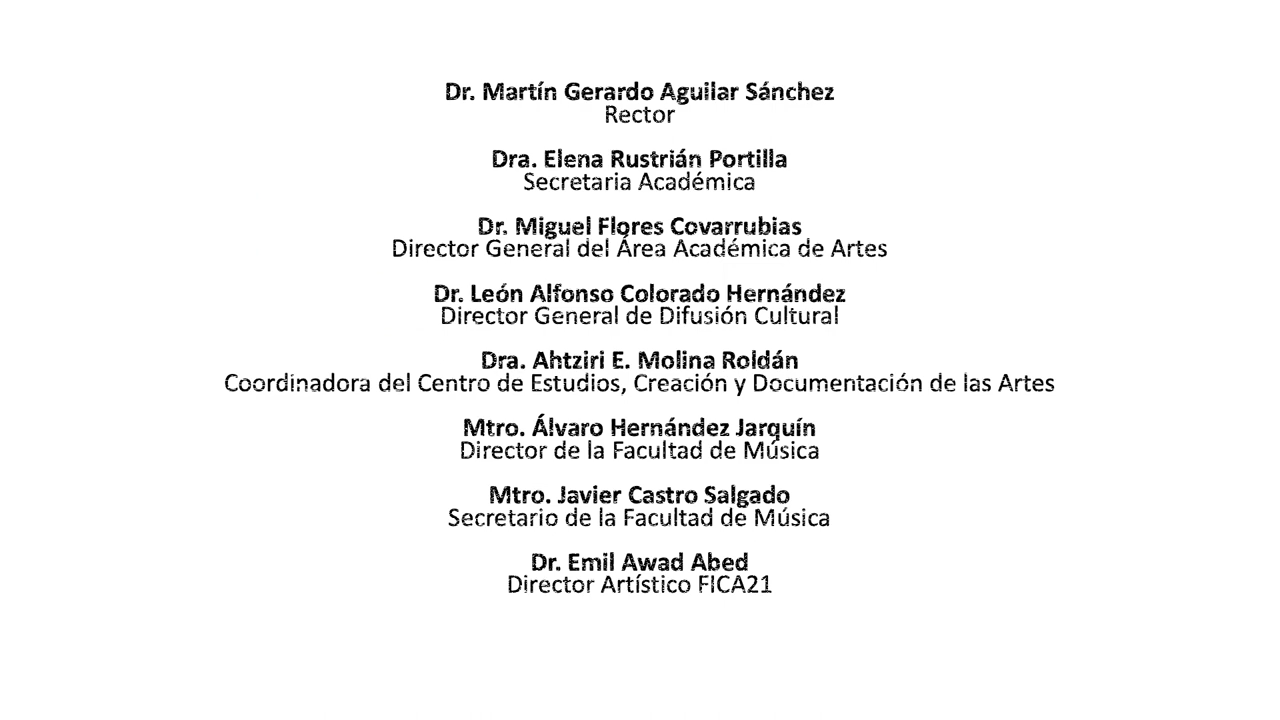 Dr. Martín Gerardo Aguilar Sánchez
Rector
Dra. Elena Rustrián Portilla
Secretaria Académica
Dr. Miguel Flores Covarrubias
Director General del Área Académica de Artes
Dr. León Alfonso Colorado Hernández
Director General de Difusión Cultural
Dra. Ahtziri E. Molina Roldán
Coordinadora del Centro de Estudios, Creación y Documentación de las Artes
Mtro. Álvaro Hernández Jarquín
Director de la Facultad de Música
Mtro. Javier Castro Salgado
Secretario de la Facultad de Música
Dr. Emil Awad Abed
Director Artístico FICA21